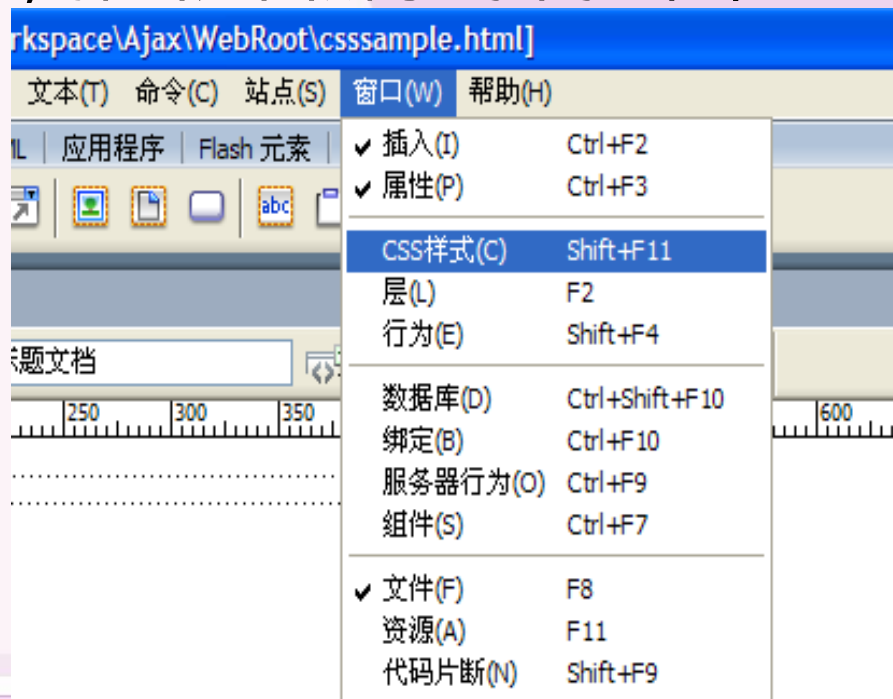 rkspace\Ajax\WebRoot\csssample.html]
文本(T) 命令(C) 站点(S) 窗口(W) 帮助(H)
应用程序 Flash 元素
abc
✓ 插入(I) Ctrl+F2
✓ 属性(P) Ctrl+F3
CSS样式(C) Shift+F11
层(L) F2
行为(E) Shift+F4
题文档
数据库(D) Ctrl+Shift+F10
250 300 350 600
绑定(B) Ctrl+F10
服务器行为(O) Ctrl+F9
组件(S) Ctrl+F7
✓ 文件(F) F8
资源(A) F11
代码片断(N) Shift+F9